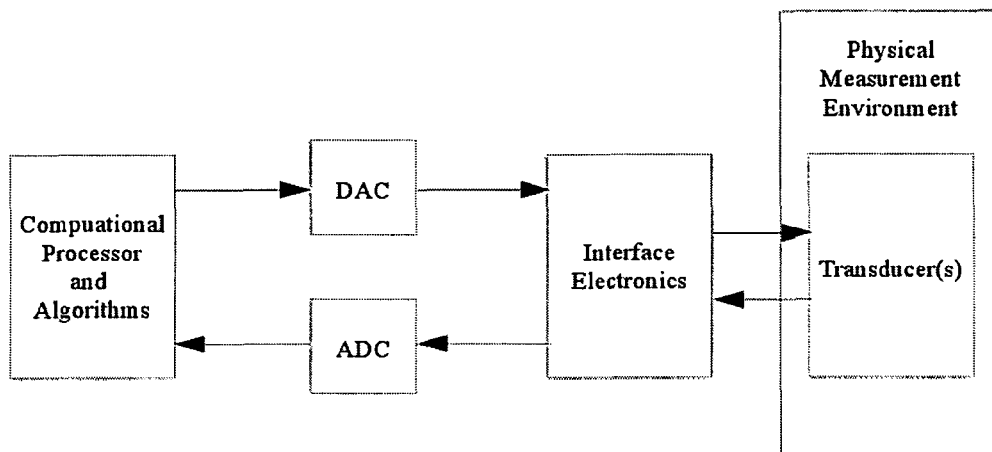 Physical
Measurement
Environment
DAC
Compuational
Processor
and
Algorithms
Interface
Electronics
Transducer(s)
ADC